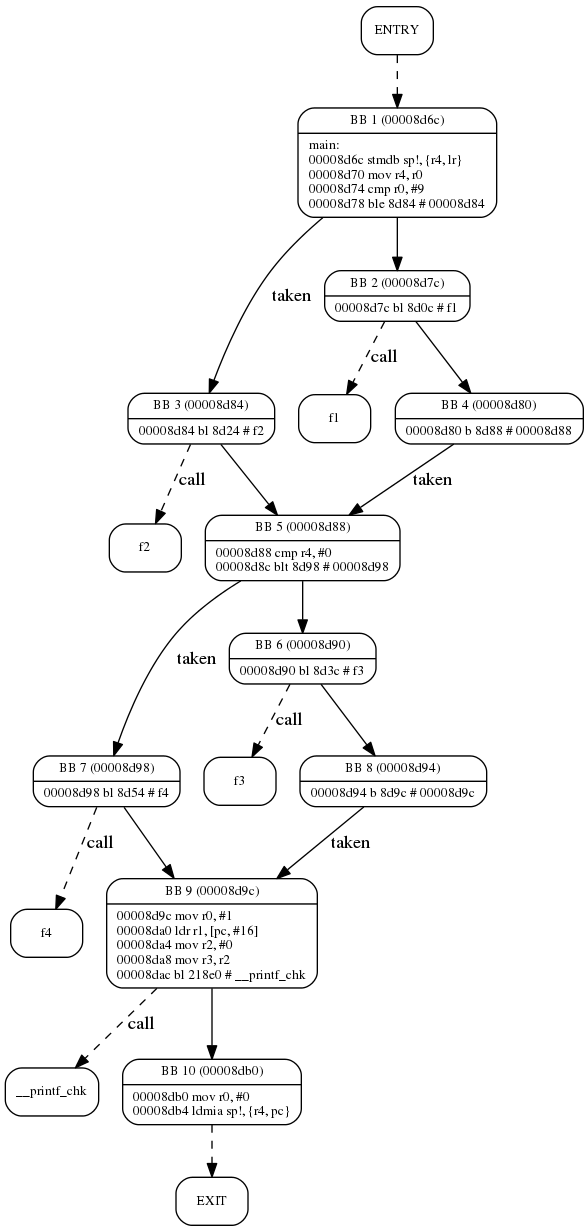 ENTRY
BB 1 (00008d6c)
main:
00008d6c stmdb sp!, {r4, lr}
00008d70 mov r4, r0
00008d74 cmp r0, #9
00008d78 ble 8d84 # 00008d84
BB 2 (00008d7c)
00008d7c bl 8d0c # f1
taken
call
BB 3 (00008d84)
00008d84 bl 8d24 # f2
f1
BB 4 (00008d80)
00008d80 b 8d88 # 00008d88
call
taken
f2
BB 5 (00008d88)
00008d88 cmp r4, #0
00008d8c blt 8d98 # 00008d98
taken
BB 6 (00008d90)
00008d90 bl 8d3c # f3
call
BB 7 (00008d98)
00008d98 bl 8d54 # f4
f3
BB 8 (00008d94)
00008d94 b 8d9c # 00008d9c
call
taken
f4
BB 9 (00008d9c)
00008d9c mov r0, #1
00008da0 ldr r1, [pc, #16]
00008da4 mov r2, #0
00008da8 mov r3, r2
00008dac bl 218e0 # __printf_chk
call
__printf_chk
BB 10 (00008db0)
00008db0 mov r0, #0
00008db4 ldmia sp!, {r4, pc}
EXIT